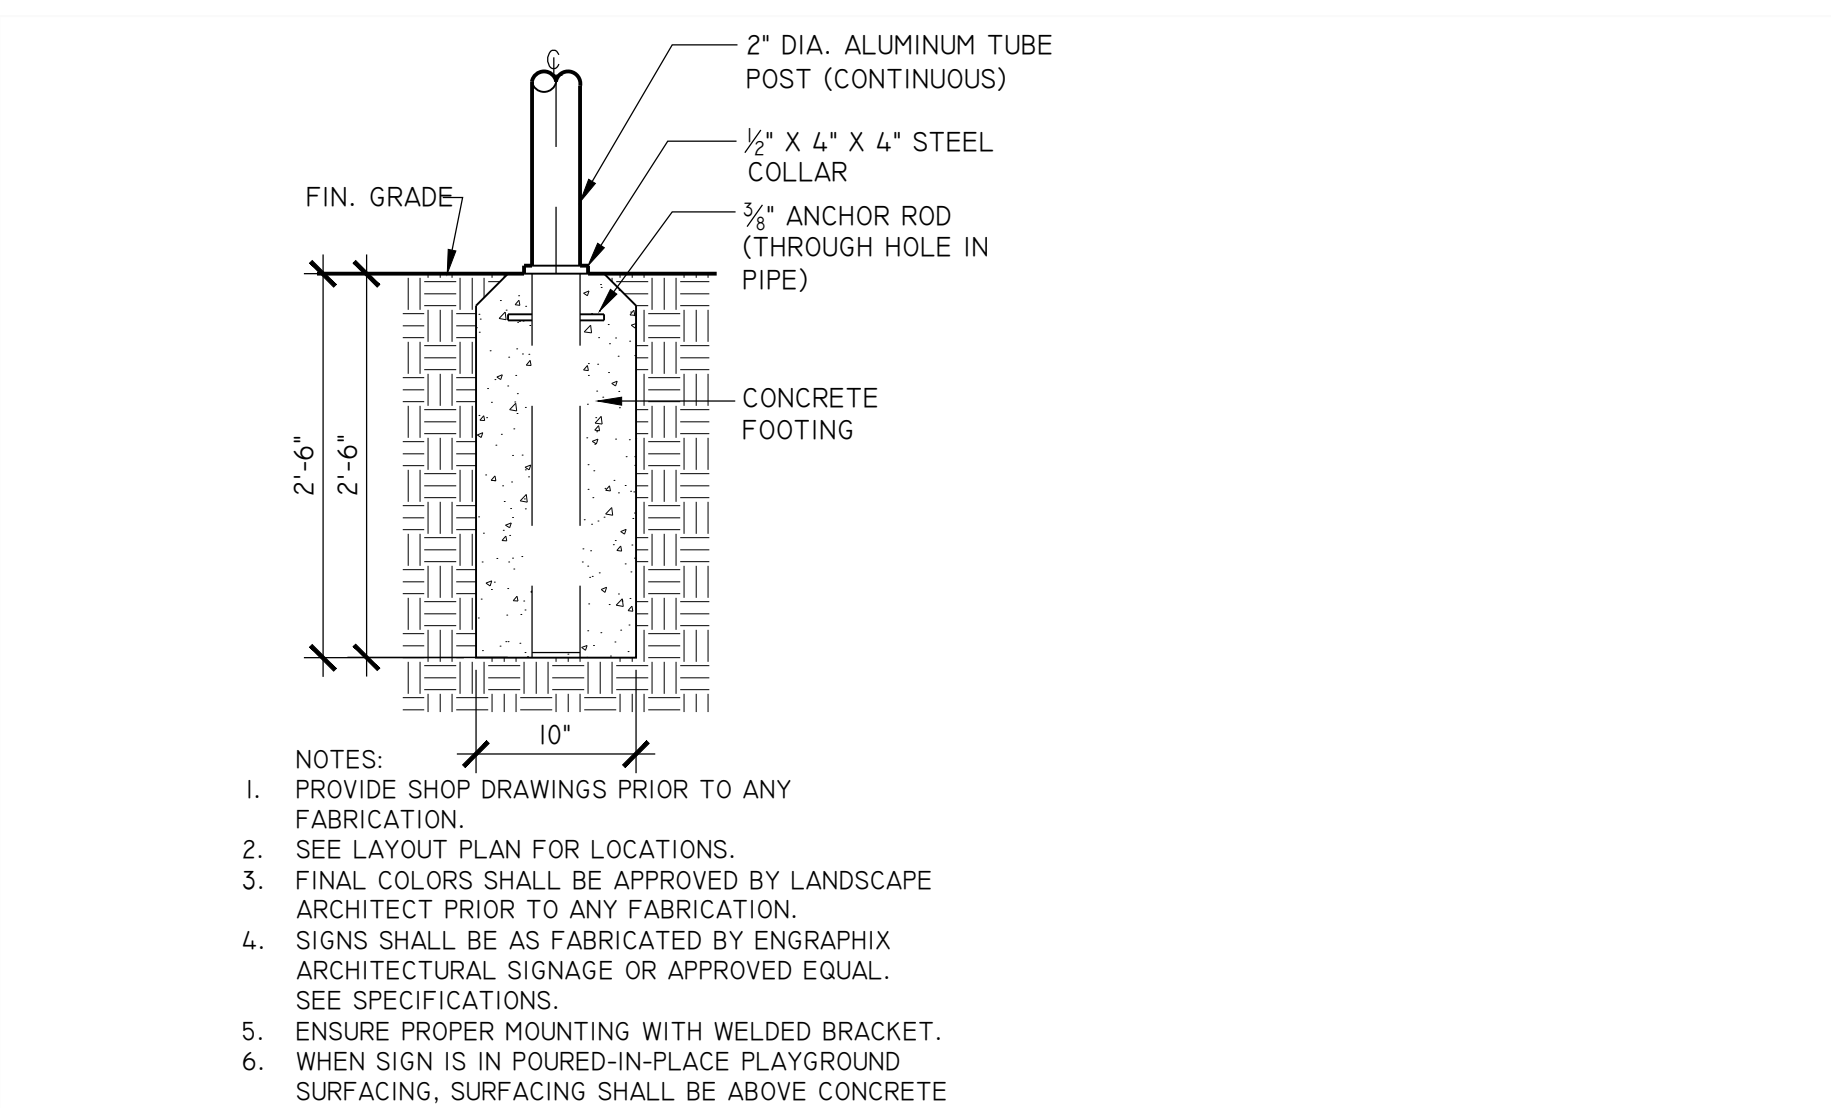 ℄
2" DIA. ALUMINUM TUBE
POST (CONTINUOUS)
½" X 4" X 4" STEEL
COLLAR
FIN. GRADE
⅜" ANCHOR ROD
(THROUGH HOLE IN
PIPE)
CONCRETE
FOOTING
2'-6"
2'-6"
10"
NOTES:
1. PROVIDE SHOP DRAWINGS PRIOR TO ANY
FABRICATION.
2. SEE LAYOUT PLAN FOR LOCATIONS.
3. FINAL COLORS SHALL BE APPROVED BY LANDSCAPE
ARCHITECT PRIOR TO ANY FABRICATION.
4. SIGNS SHALL BE AS FABRICATED BY ENGRAPHIX
ARCHITECTURAL SIGNAGE OR APPROVED EQUAL.
SEE SPECIFICATIONS.
5. ENSURE PROPER MOUNTING WITH WELDED BRACKET.
6. WHEN SIGN IS IN POURED-IN-PLACE PLAYGROUND
SURFACING, SURFACING SHALL BE ABOVE CONCRETE